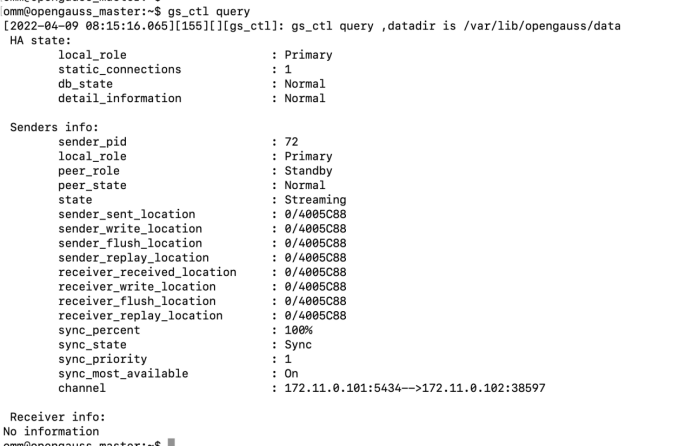 omm@opengauss_master:~$ gs_ctl query
[2022-04-09 08:15:16.065][155][][gs_ctl]: gs_ctl query ,datadir is /var/lib/opengauss/data
HA state:
local_role : Primary
static_connections : 1
db_state : Normal
detail_information : Normal
Senders info:
sender_pid : 72
local_role : Primary
peer_role : Standby
peer_state : Normal
state : Streaming
sender_sent_location : 0/4005C88
sender_write_location : 0/4005C88
sender_flush_location : 0/4005C88
sender_replay_location : 0/4005C88
receiver_received_location : 0/4005C88
receiver_write_location : 0/4005C88
receiver_flush_location : 0/4005C88
receiver_replay_location : 0/4005C88
sync_percent : 100%
sync_state : Sync
sync_priority : 1
sync_most_available : On
channel : 172.11.0.101:5434-->172.11.0.102:38597
Receiver info:
No information
omm@opengauss_master:~$